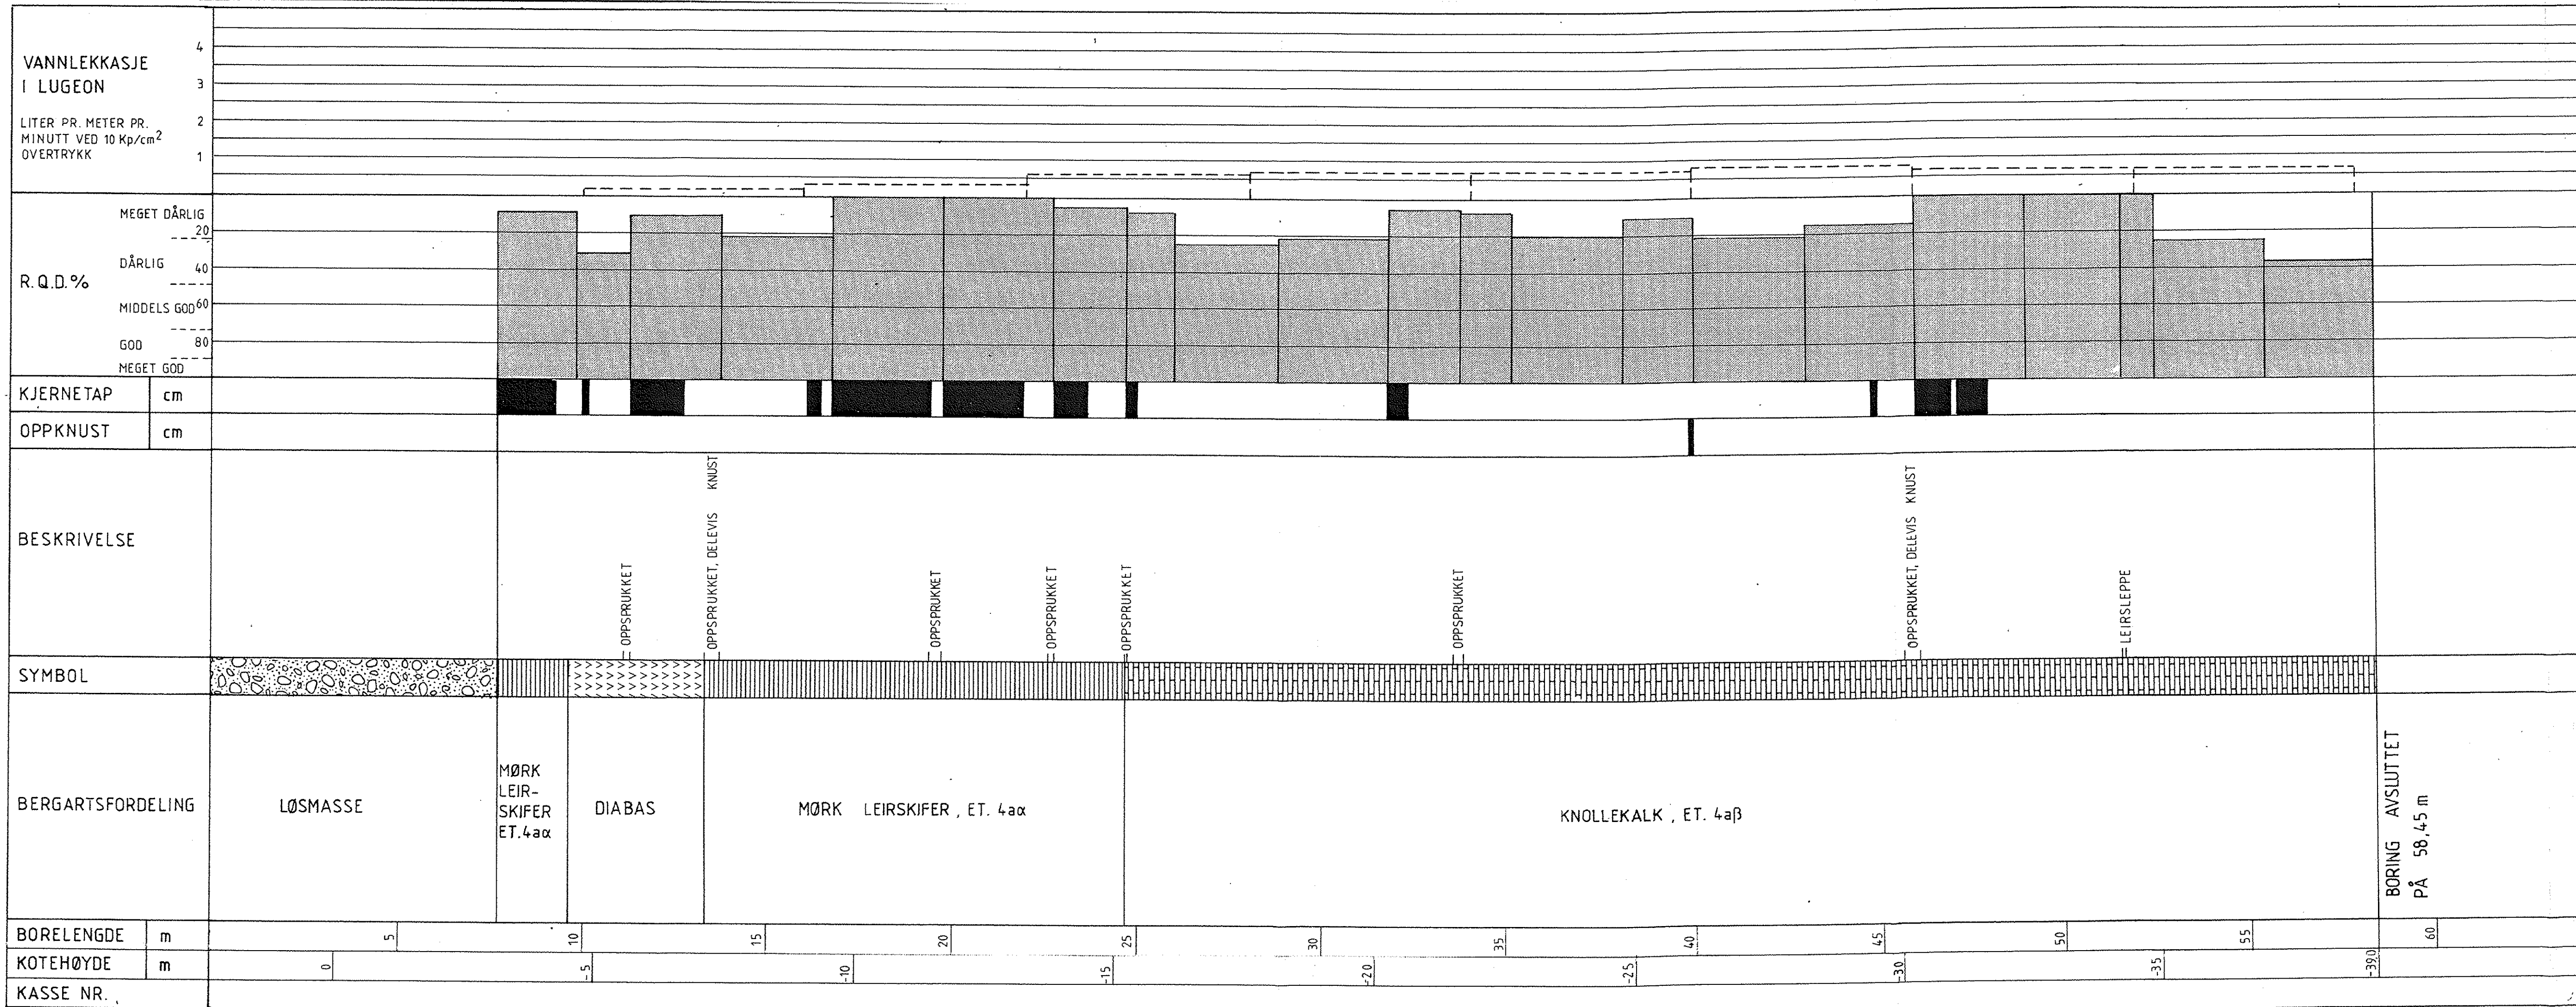 VANNLEKKASJE
I LUGEON
LITER PR. METER PR.
MINUTT VED 10 Kp/cm²
OVERTRYKK
4
3
2
1
R.Q.D.%
MEGET DÅRLIG
20
DÅRLIG
40
MIDDELS GOD 60
GOD 80
MEGET GOD
KJERNETAP cm
OPPKNUST cm
BESKRIVELSE
OPPSPRUKKET
OPPSPRUKKET, DELEVIS KNUST
OPPSPRUKKET
OPPSPRUKKET
OPPSPRUKKET
OPPSPRUKKET
OPPSPRUKKET, DELEVIS KNUST
LEIRSLEPPE
SYMBOL
BERGARTSFORDELING
LØSMASSE
MØRK
LEIR-
SKIFER
ET.4aα
DIABAS
MØRK LEIRSKIFER, ET. 4aα
KNOLLEKALK, ET. 4aβ
BORING AVSLUTTET
PÅ 58,45 m
BORELENGDE m 5 10 15 20 25 30 35 40 45 50 55 60
KOTEHØYDE m 0 -5 -10 -15 -20 -25 -30 -35 -39,0
KASSE NR.